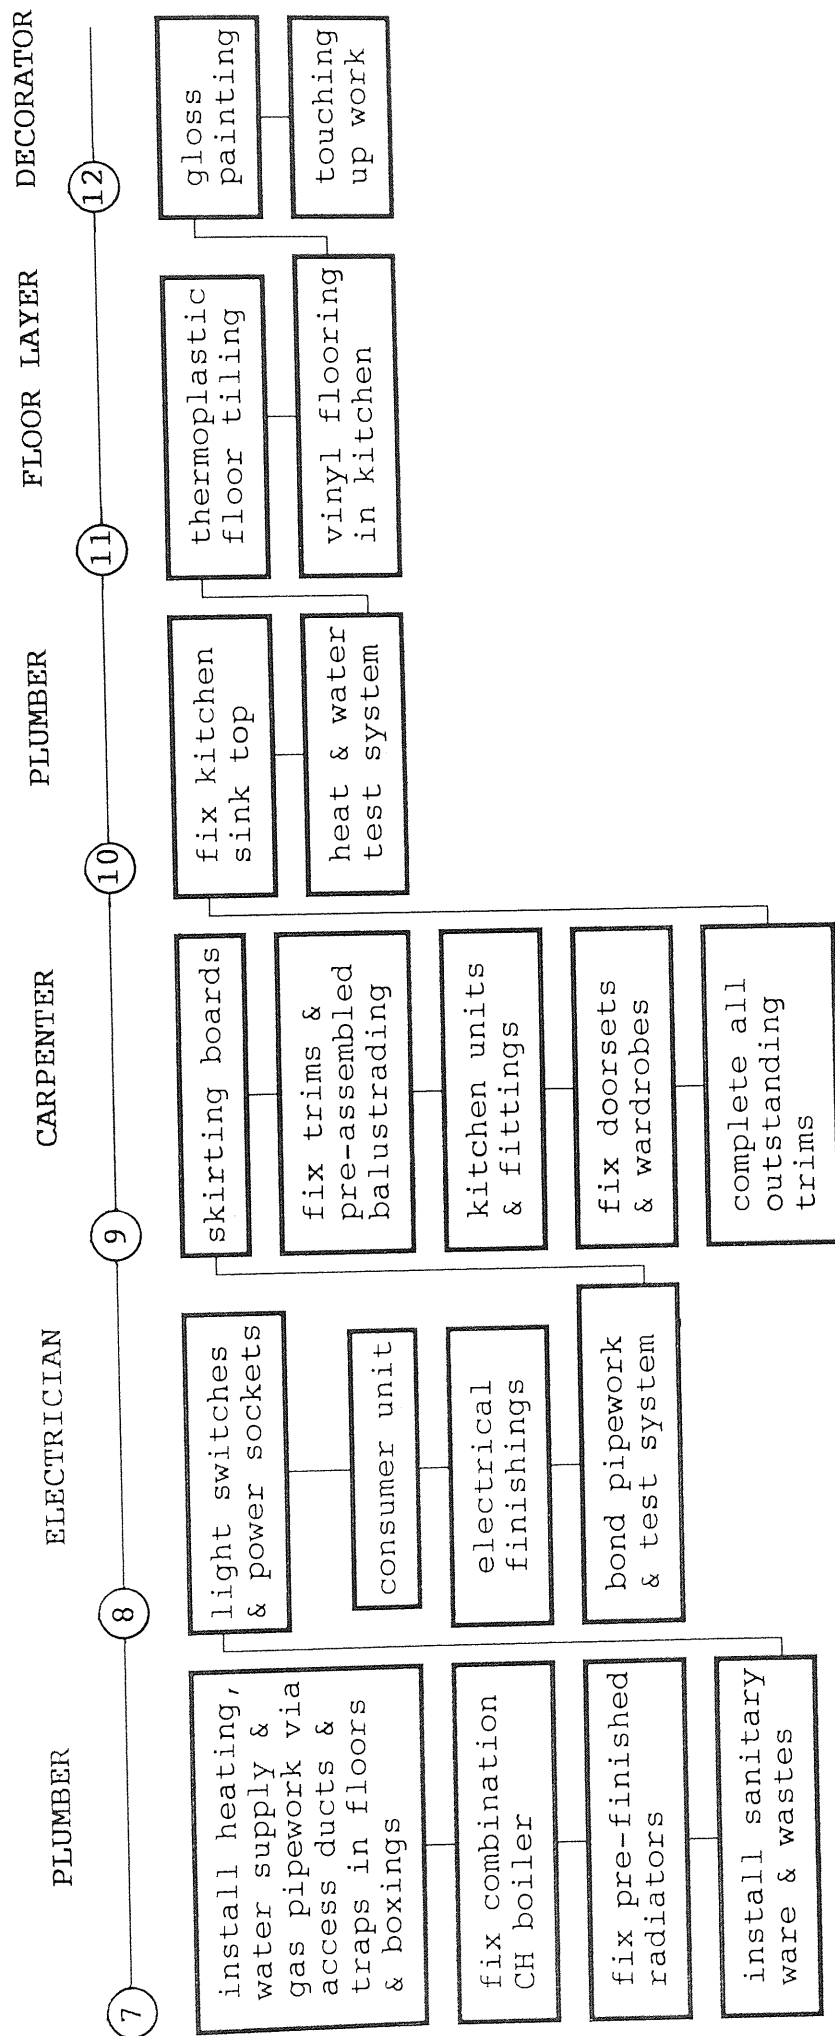 7
PLUMBER
install heating,
water supply &
gas pipework via
access ducts &
traps in floors
& boxings
fix combination
CH boiler
fix pre-finished
radiators
install sanitary
ware & wastes
8
ELECTRICIAN
light switches
& power sockets
consumer unit
electrical
finishings
bond pipework
& test system
9
CARPENTER
skirting boards
fix trims &
pre-assembled
balustrading
kitchen units
& fittings
fix doorsets
& wardrobes
complete all
outstanding
trims
10
PLUMBER
fix kitchen
sink top
heat & water
test system
11
FLOOR LAYER
thermoplastic
floor tiling
vinyl flooring
in kitchen
12
DECORATOR
gloss
painting
touching
up work